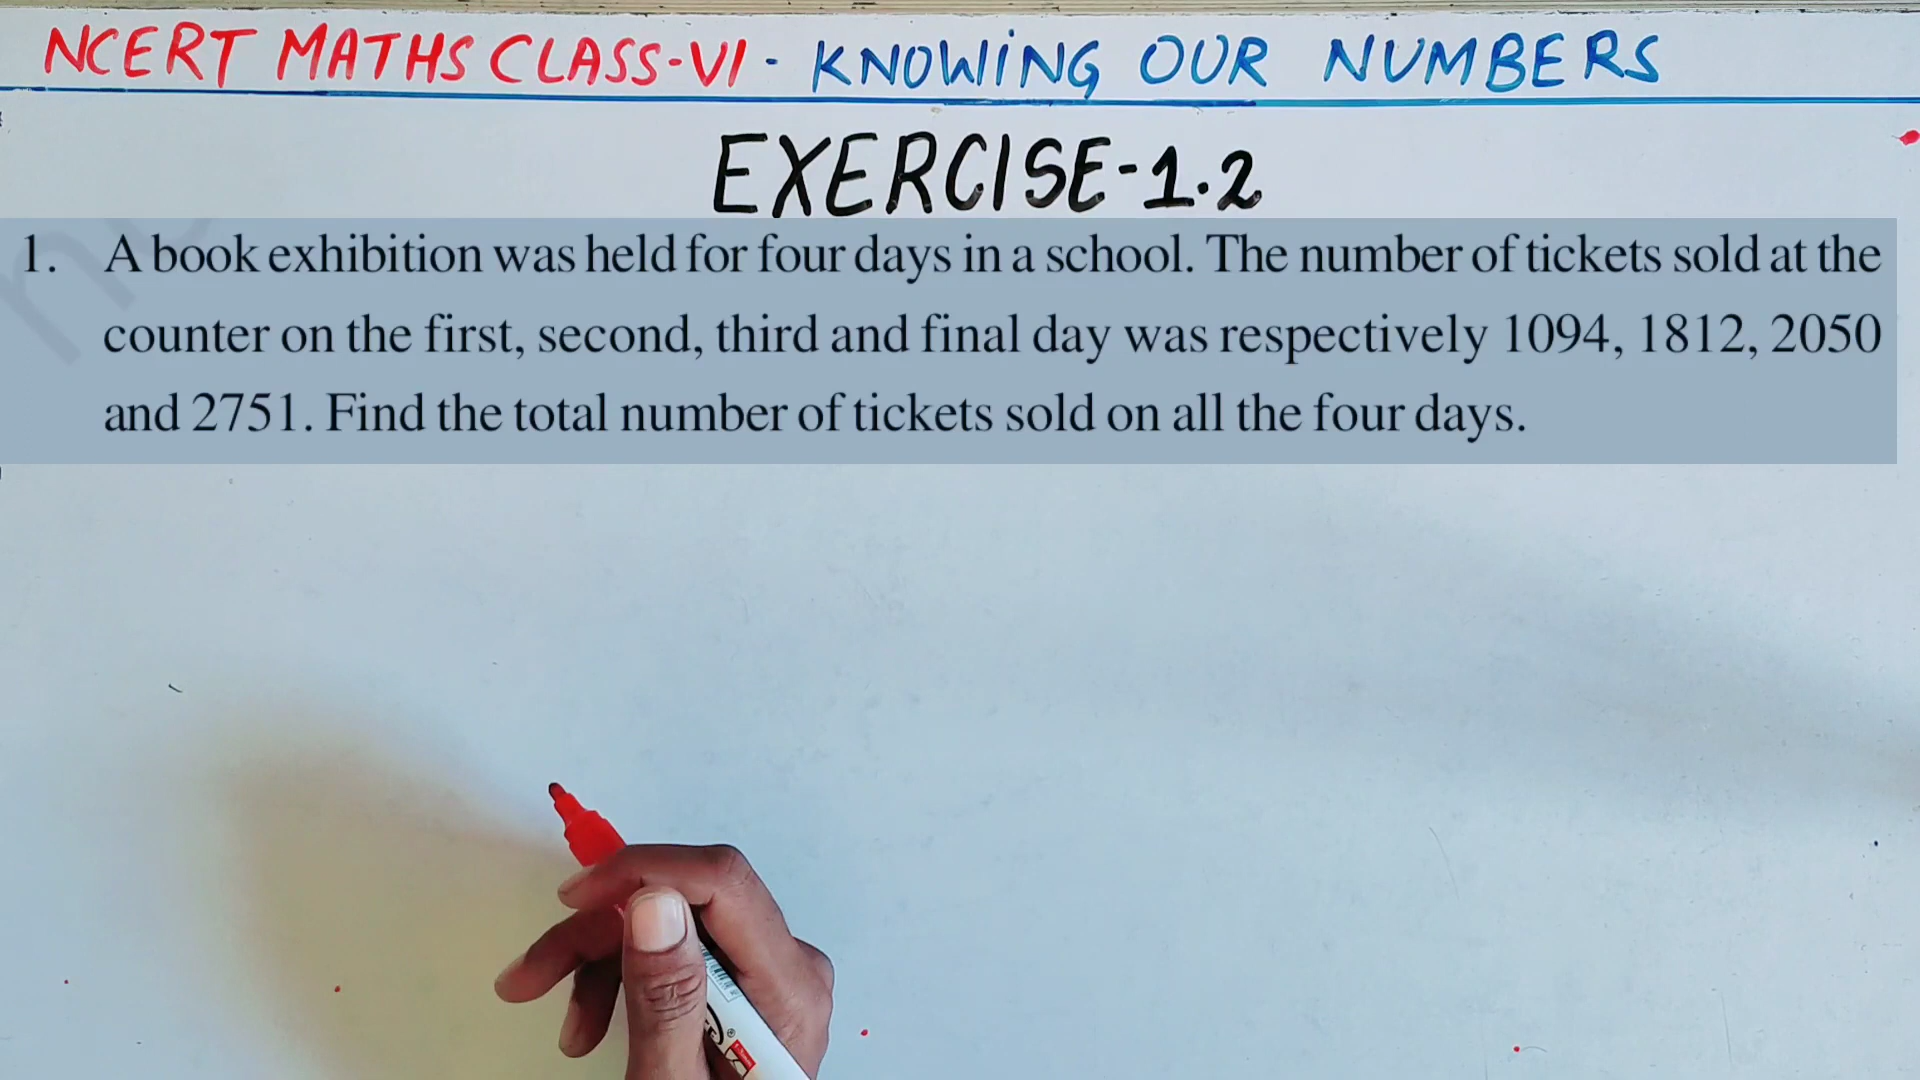 NCERT MATHS CLASS-VI - KNOWING OUR NUMBERS
EXERCISE-1.2
1. A book exhibition was held for four days in a school. The number of tickets sold at the
counter on the first, second, third and final day was respectively 1094, 1812, 2050
and 2751. Find the total number of tickets sold on all the four days.